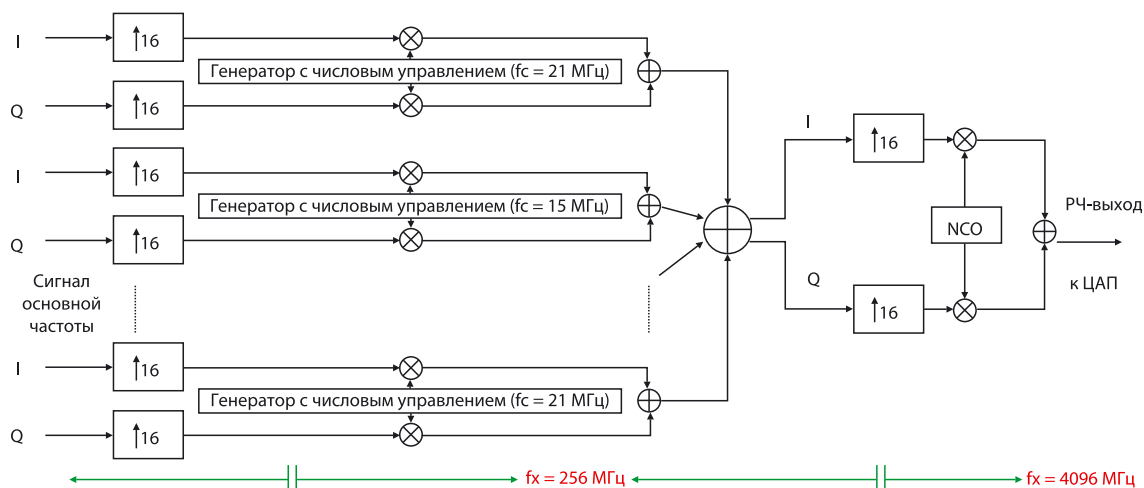 I
↑16
Генератор с числовым управлением (fc = 21 МГц)
Q
↑16
I
↑16
Генератор с числовым управлением (fc = 15 МГц)
Q
↑16
Сигнал
основной
частоты
I
↑16
Генератор с числовым управлением (fc = 21 МГц)
Q
↑16
I
↑16
NCO
Q
↑16
РЧ-выход
к ЦАП
fx = 256 МГц
fx = 4096 МГц